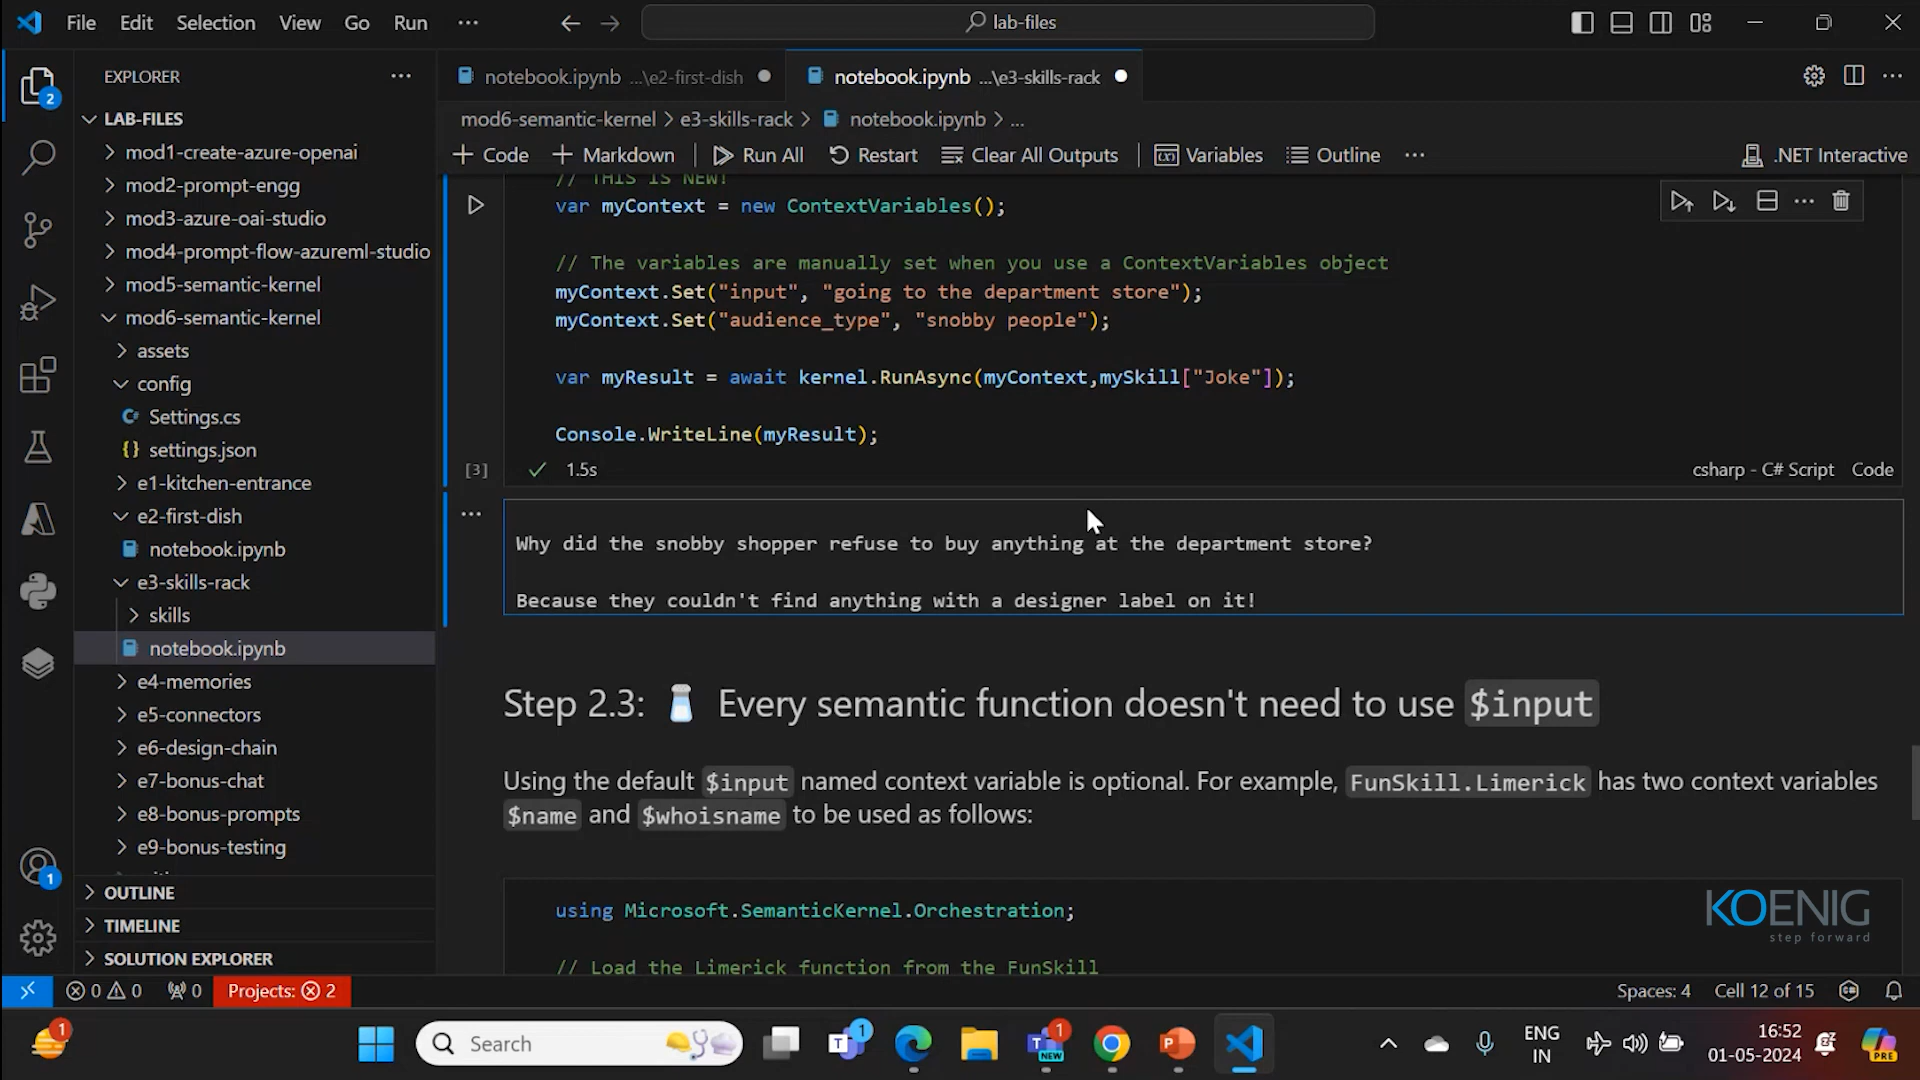 File Edit Selection View Go Run ··· lab-files
EXPLORER ···
notebook.ipynb ...\e2-first-dish
notebook.ipynb ...\e3-skills-rack
mod6-semantic-kernel > e3-skills-rack > notebook.ipynb > ...
+ Code + Markdown Run All Restart Clear All Outputs Variables Outline ··· .NET Interactive
2
LAB-FILES
mod1-create-azure-openai
mod2-prompt-engg
mod3-azure-oai-studio
mod4-prompt-flow-azureml-studio
mod5-semantic-kernel
mod6-semantic-kernel
assets
config
Settings.cs
settings.json
e1-kitchen-entrance
e2-first-dish
notebook.ipynb
e3-skills-rack
skills
notebook.ipynb
e4-memories
e5-connectors
e6-design-chain
e7-bonus-chat
e8-bonus-prompts
e9-bonus-testing
OUTLINE
TIMELINE
SOLUTION EXPLORER
1
// THIS IS NEW!
var myContext = new ContextVariables();
// The variables are manually set when you use a ContextVariables object
myContext.Set("input", "going to the department store");
myContext.Set("audience_type", "snobby people");
var myResult = await kernel.RunAsync(myContext,mySkill["Joke"]);
Console.WriteLine(myResult);
[3] 1.5s csharp - C# Script Code
Why did the snobby shopper refuse to buy anything at the department store?
Because they couldn't find anything with a designer label on it!
Step 2.3: Every semantic function doesn't need to use $input
Using the default $input named context variable is optional. For example, FunSkill.Limerick has two context variables
$name and $whoisname to be used as follows:
using Microsoft.SemanticKernel.Orchestration;
// Load the Limerick function from the FunSkill
KOENIG
step forward
0 0 0 Projects: 2 Spaces: 4 Cell 12 of 15
1 Search 1 1 NEW ENG IN 16:52 01-05-2024 PRE